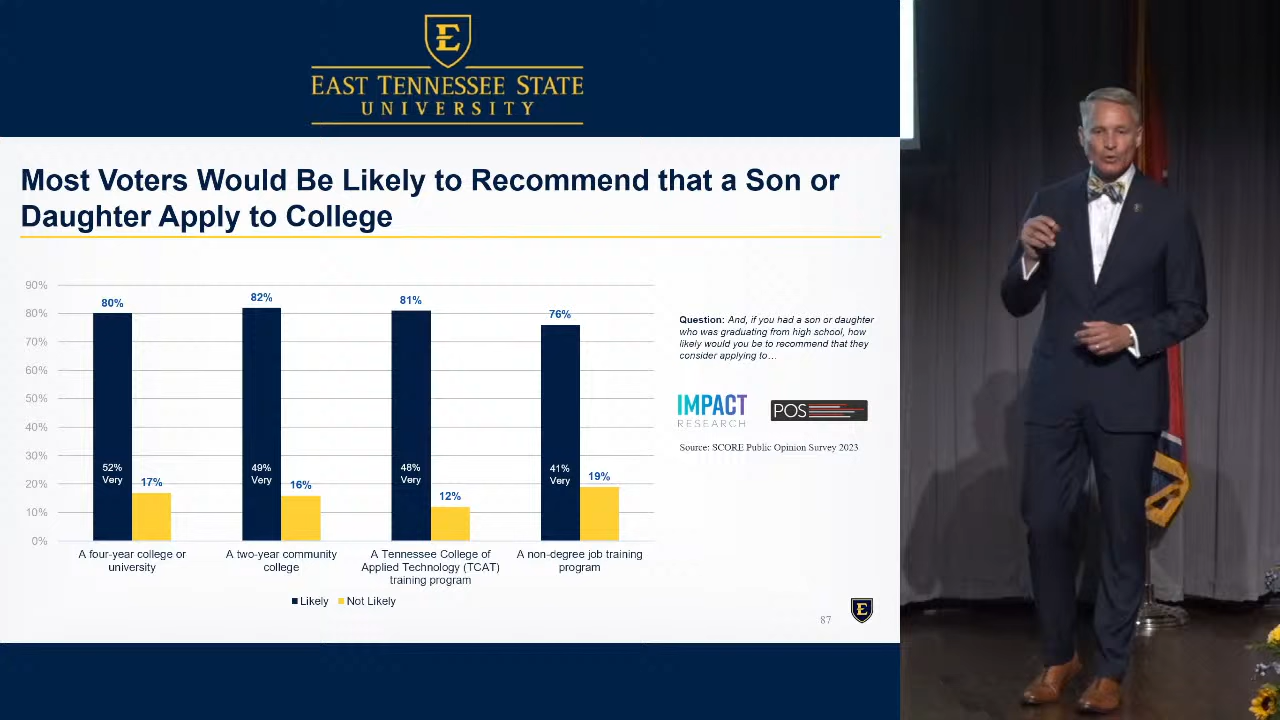 EAST TENNESSEE STATE
UNIVERSITY
Most Voters Would Be Likely to Recommend that a Son or
Daughter Apply to College
90%
80%
70%
60%
50%
40%
30%
20%
10%
0%
80%
52%
Very
17%
82%
49%
Very
16%
81%
48%
Very
12%
76%
41%
Very
19%
A four-year college or
university
A two-year community
college
A Tennessee College of
Applied Technology (TCAT)
training program
A non-degree job training
program
Likely
Not Likely
Question: And, if you had a son or daughter
who was graduating from high school, how
likely would you be to recommend that they
consider applying to…
IMPACT
RESEARCH
POS
Source: SCORE Public Opinion Survey 2023
87
E